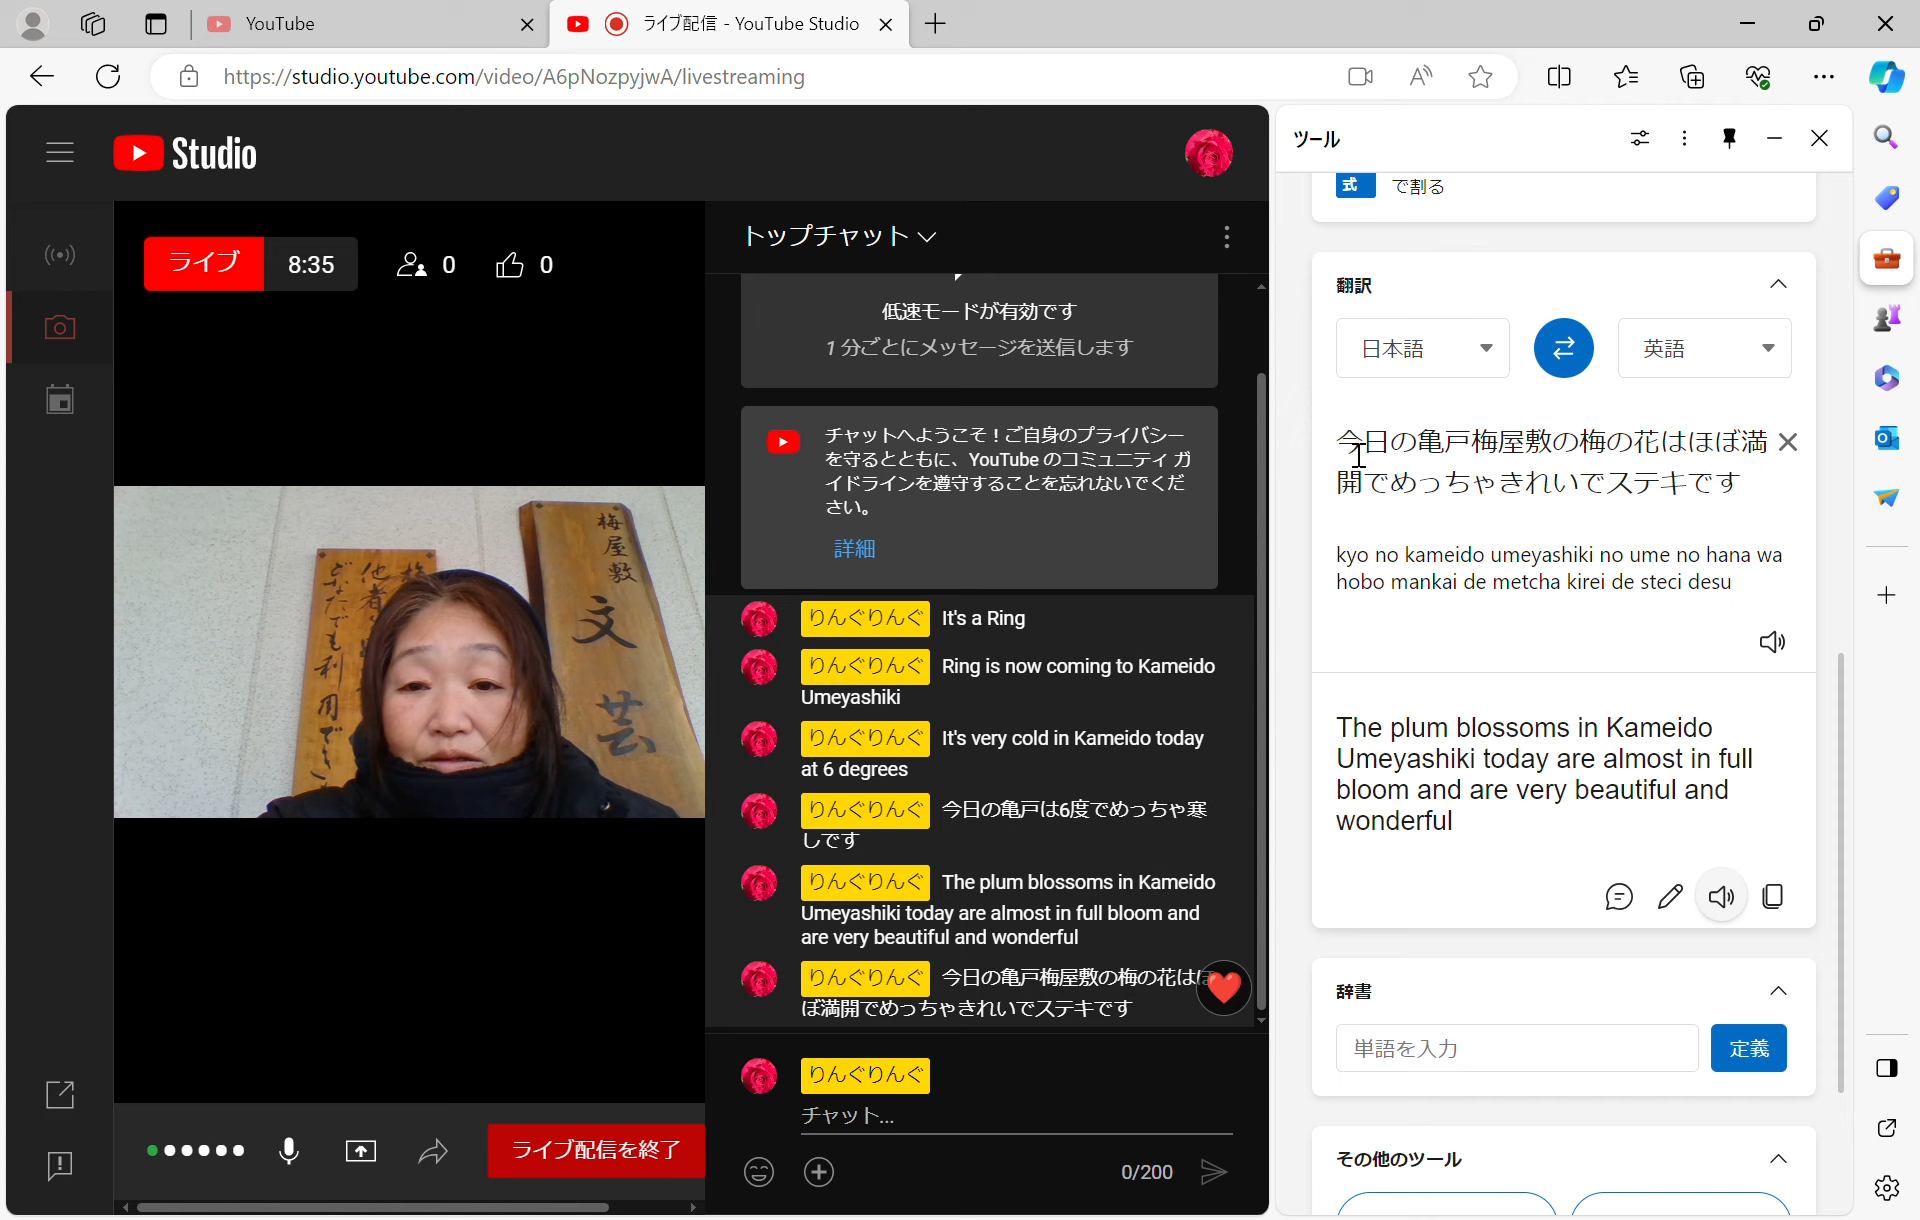 YouTube
ライブ配信 - YouTube Studio
https://studio.youtube.com/video/A6pNozpyjwA/livestreaming
Studio
ライブ 8:35 0 0
梅屋敷
文芸
トップチャット
低速モードが有効です
1 分ごとにメッセージを送信します
チャットへようこそ！ご自身のプライバシー
を守るとともに、YouTube のコミュニティ ガ
イドラインを遵守することを忘れないでくだ
さい。
詳細
りんぐりんぐ It's a Ring
りんぐりんぐ Ring is now coming to Kameido
Umeyashiki
りんぐりんぐ It's very cold in Kameido today
at 6 degrees
りんぐりんぐ 今日の亀戸は6度でめっちゃ寒
しです
りんぐりんぐ The plum blossoms in Kameido
Umeyashiki today are almost in full bloom and
are very beautiful and wonderful
りんぐりんぐ 今日の亀戸梅屋敷の梅の花はほ
ぼ満開でめっちゃきれいでステキです
りんぐりんぐ
チャット...
0/200
ライブ配信を終了
ツール
式 で割る
翻訳
日本語 英語
今日の亀戸梅屋敷の梅の花はほぼ満
開でめっちゃきれいでステキです
kyo no kameido umeyashiki no ume no hana wa
hobo mankai de metcha kirei de steci desu
The plum blossoms in Kameido
Umeyashiki today are almost in full
bloom and are very beautiful and
wonderful
辞書
単語を入力 定義
その他のツール